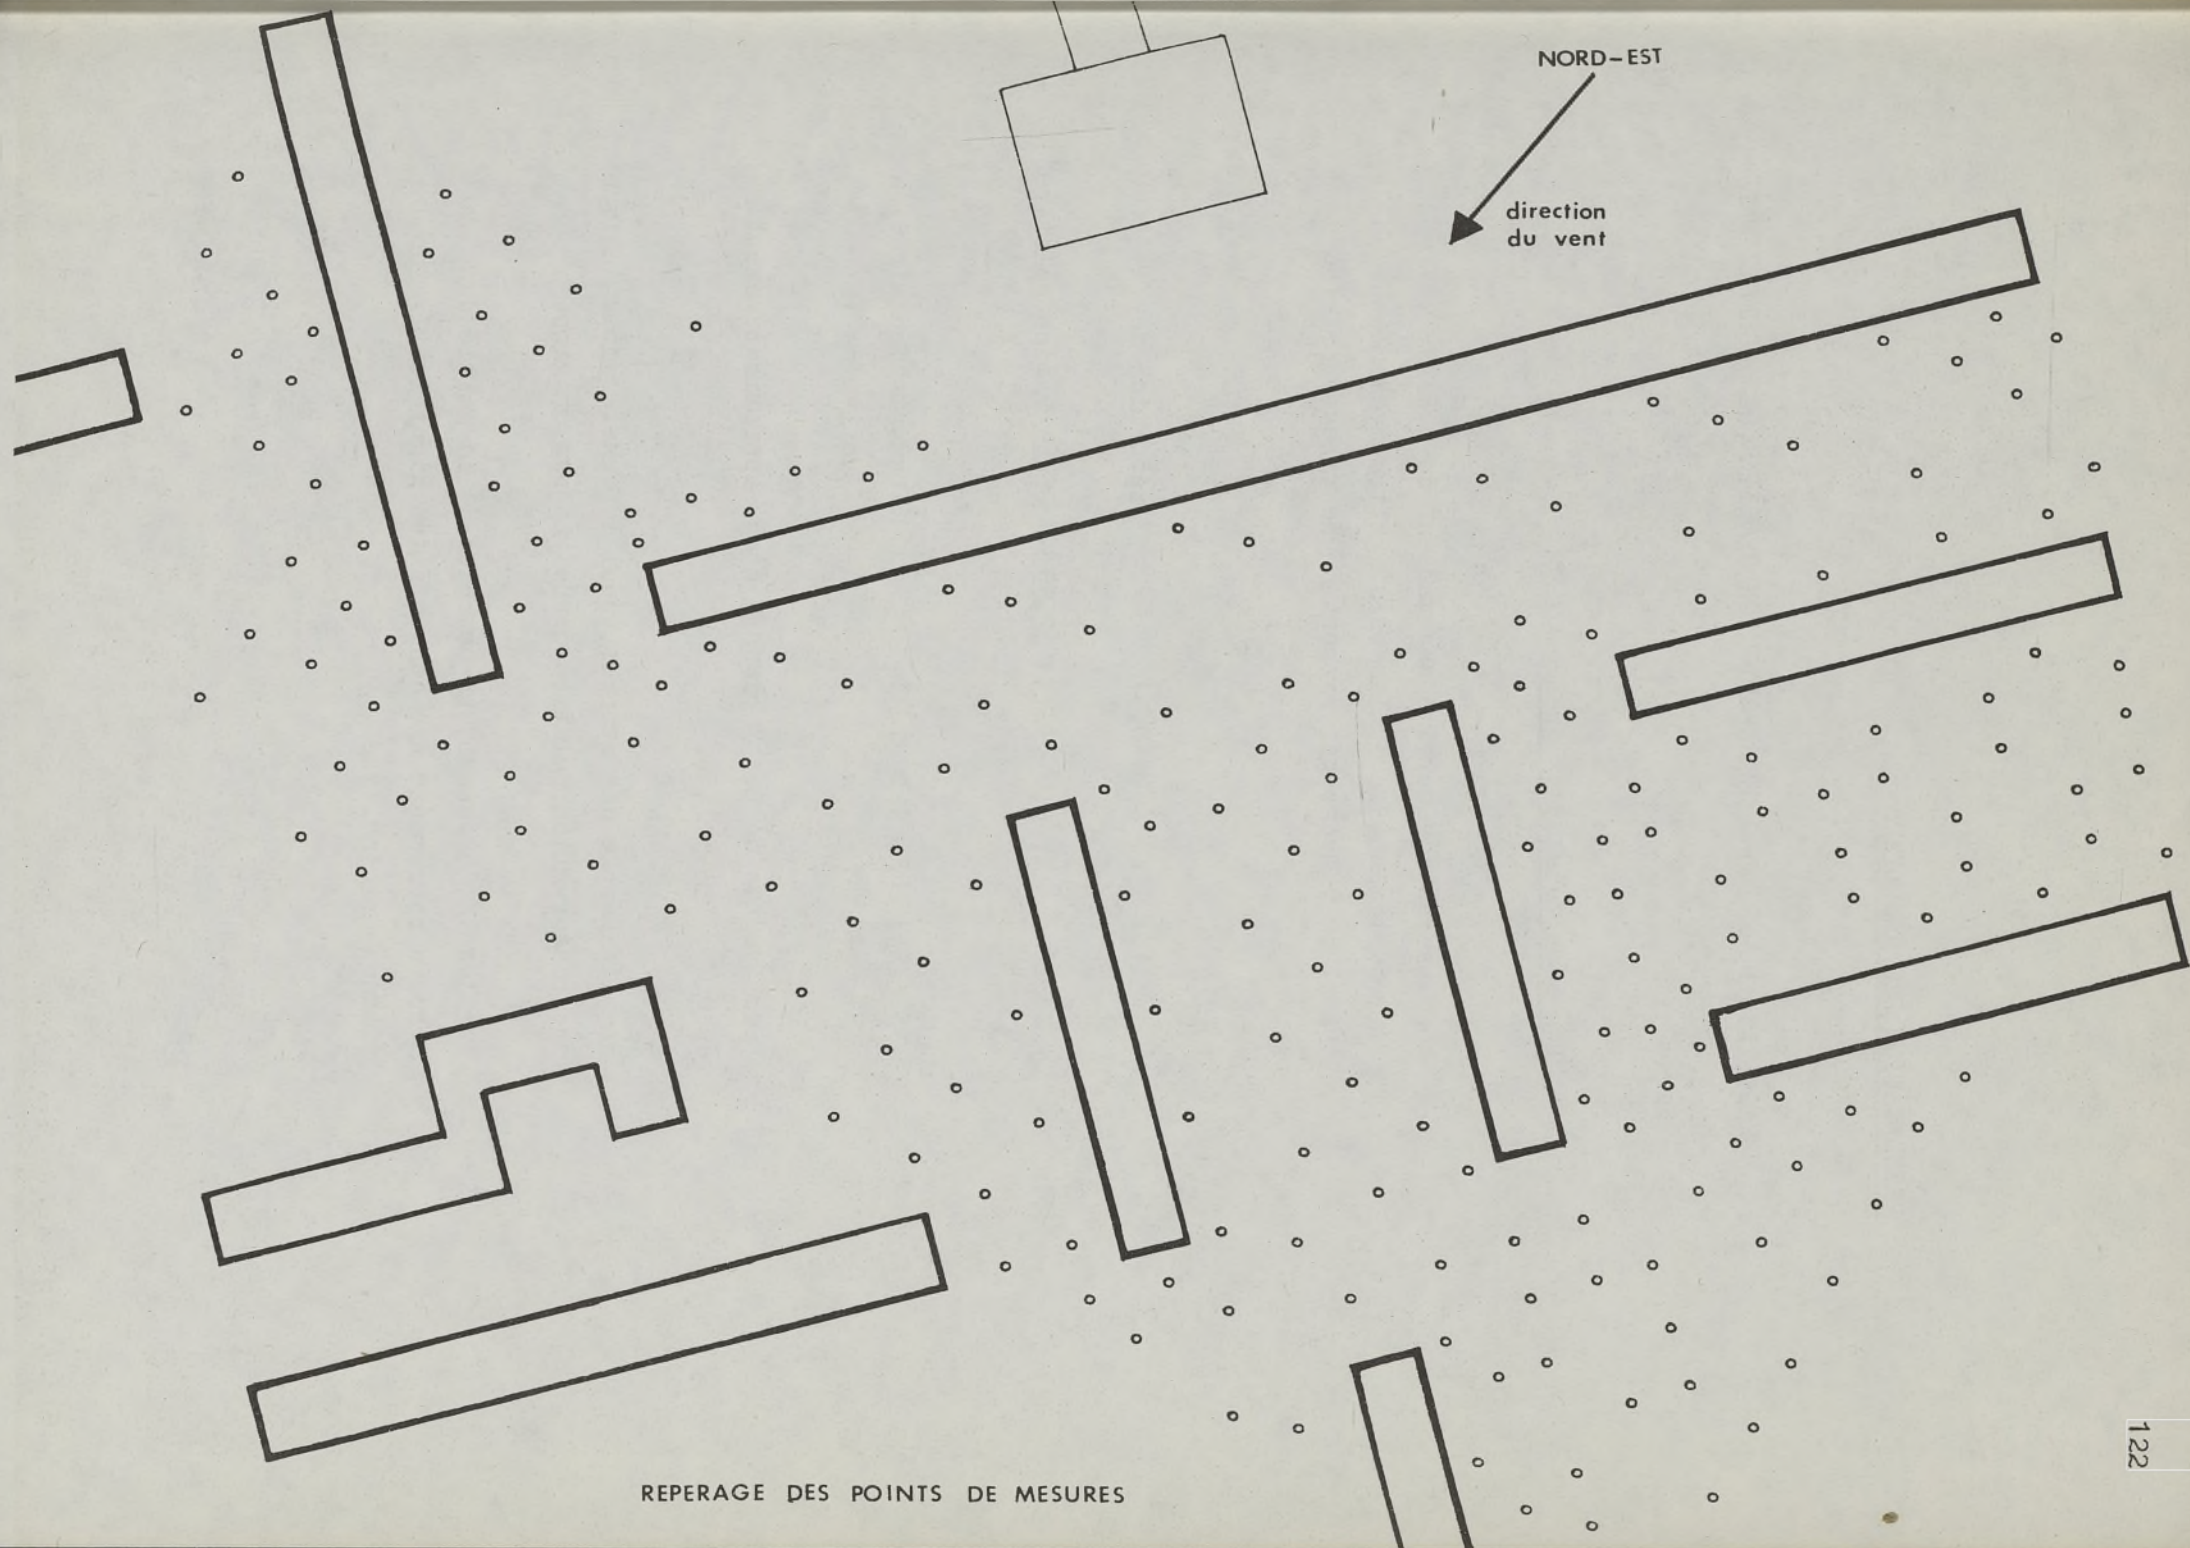 NORD-EST
direction
du vent
REPERAGE DES POINTS DE MESURES
122